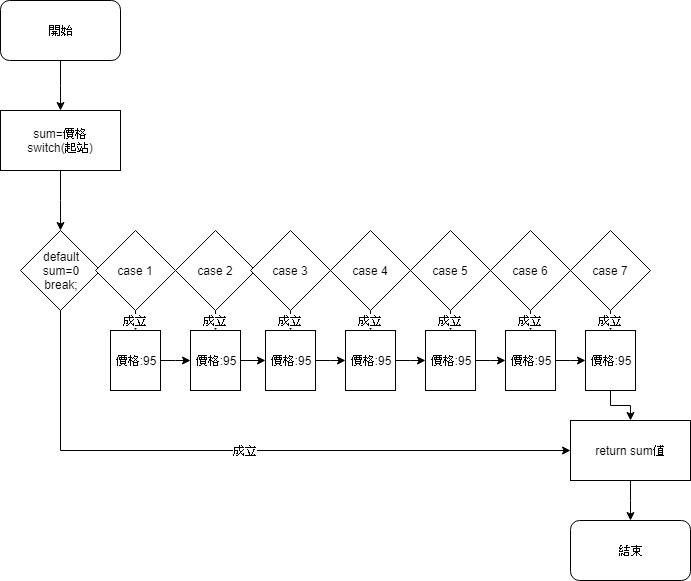 開始
sum=價格
switch(起站)
default
sum=0
break;
case 1
case 2
case 3
case 4
case 5
case 6
case 7
成立
成立
成立
成立
成立
成立
成立
價格:95
價格:95
價格:95
價格:95
價格:95
價格:95
價格:95
成立
return sum值
結束